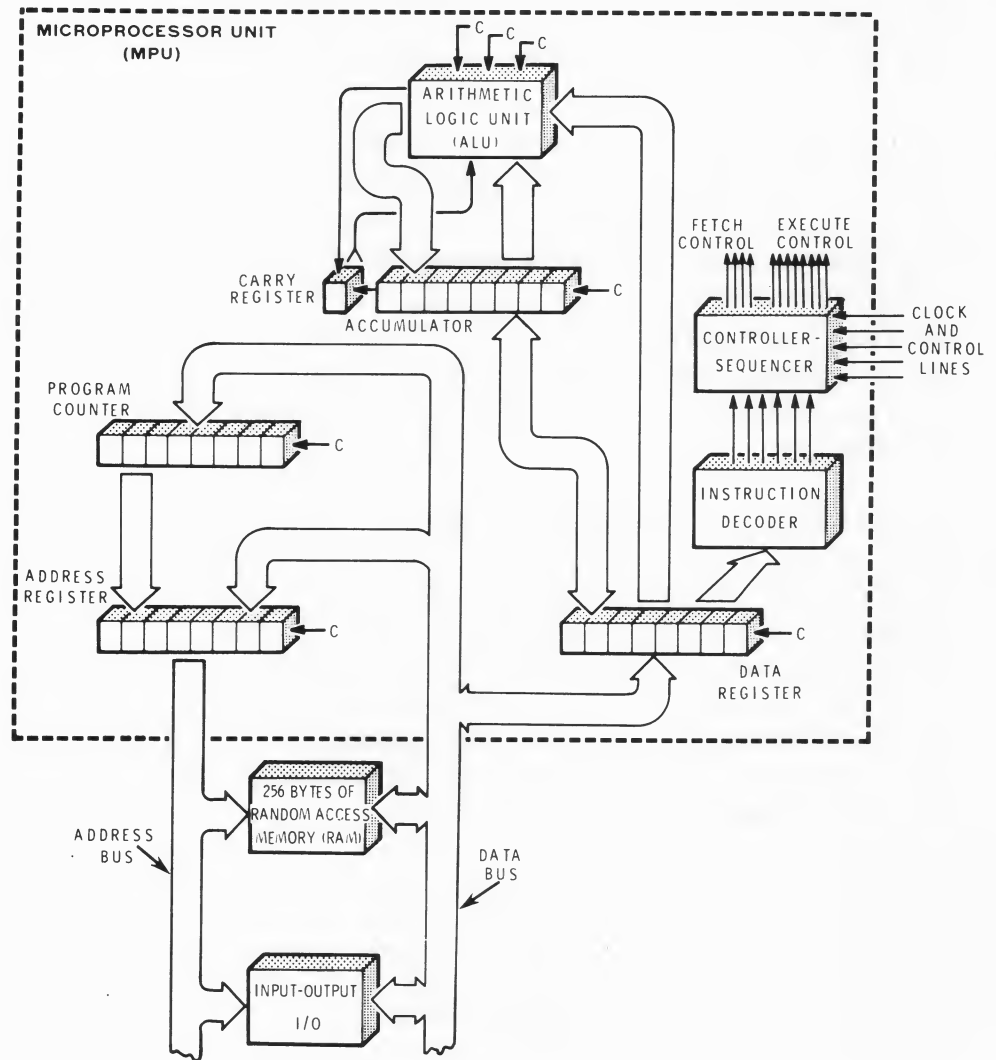 MICROPROCESSOR UNIT
(MPU)
C
C
C
ARITHMETIC
LOGIC UNIT
(ALU)
FETCH
CONTROL
EXECUTE
CONTROL
CARRY
REGISTER
ACCUMULATOR
C
CONTROLLER-
SEQUENCER
CLOCK
AND
CONTROL
LINES
PROGRAM
COUNTER
C
INSTRUCTION
DECODER
ADDRESS
REGISTER
C
C
DATA
REGISTER
256 BYTES OF
RANDOM ACCESS
MEMORY (RAM)
ADDRESS
BUS
DATA
BUS
INPUT-OUTPUT
I/O